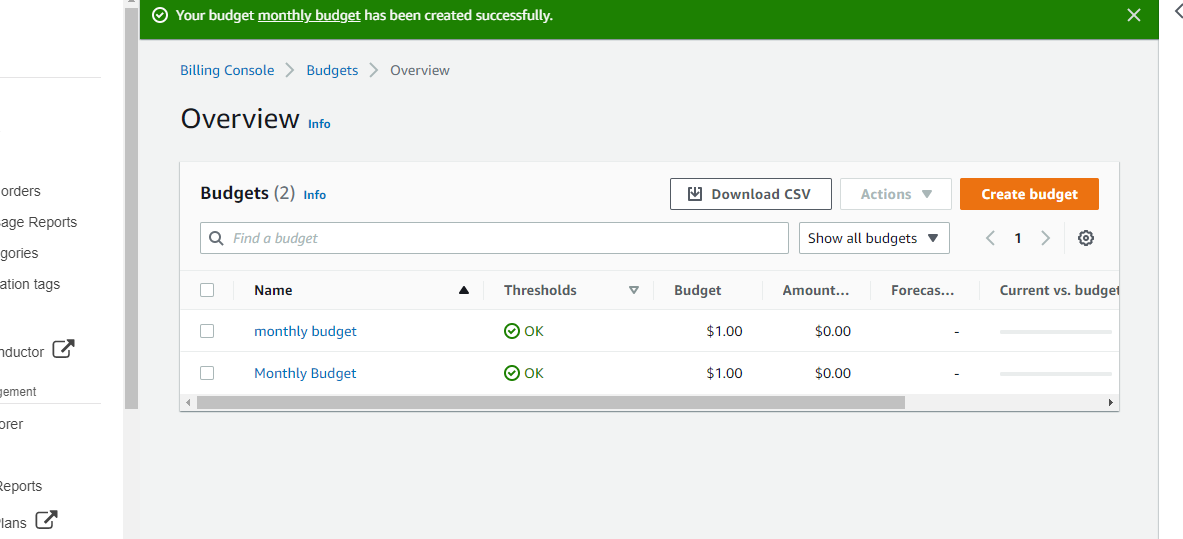 Your budget monthly budget has been created successfully.
Billing Console Budgets Overview
Overview Info
Budgets (2) Info
Download CSV
Actions
Create budget
Find a budget
Show all budgets
1
Name Thresholds Budget Amount... Forecas... Current vs. budget
monthly budget OK $1.00 $0.00 -
Monthly Budget OK $1.00 $0.00 -
orders
age Reports
gories
ation tags
nductor
gement
orer
Reports
lans